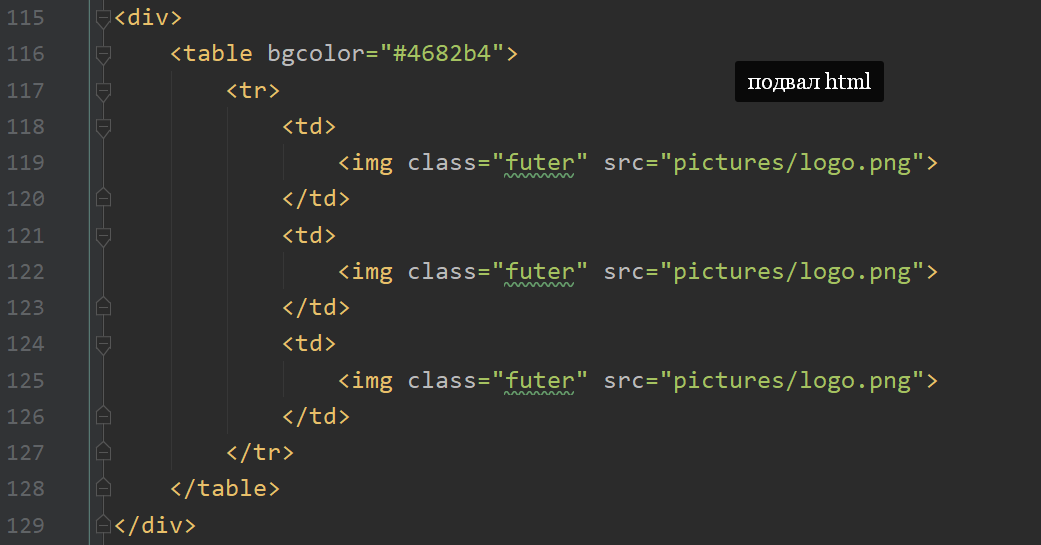 115 <div>
116     <table bgcolor="#4682b4">
подвал html
117         <tr>
118             <td>
119                 <img class="futer" src="pictures/logo.png">
120             </td>
121             <td>
122                 <img class="futer" src="pictures/logo.png">
123             </td>
124             <td>
125                 <img class="futer" src="pictures/logo.png">
126             </td>
127         </tr>
128     </table>
129 </div>